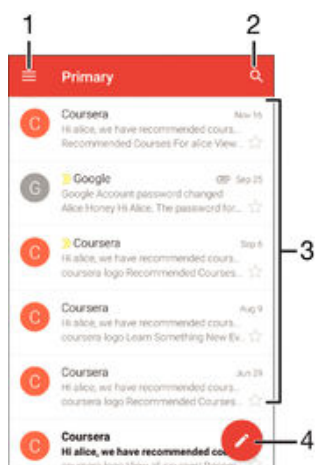 1
2
Primary
C
Coursera
Nov 16
Hi alice, we have recommended cours...
Recommended Courses For alice View...
3
G
Google
Sep 25
Google Account password changed
Alice Honey Hi Alice, The password for...
C
Coursera
Sep 6
Hi alice, we have recommended cours...
coursera logo Recommended Courses...
C
Coursera
Aug 9
Hi alice, we have recommended cours...
coursera logo Learn Something New Ev...
C
Coursera
Jun 29
Hi alice, we have recommended cours...
coursera logo Recommended Courses...
4
C
Coursera
Hi alice, we have recommended cou